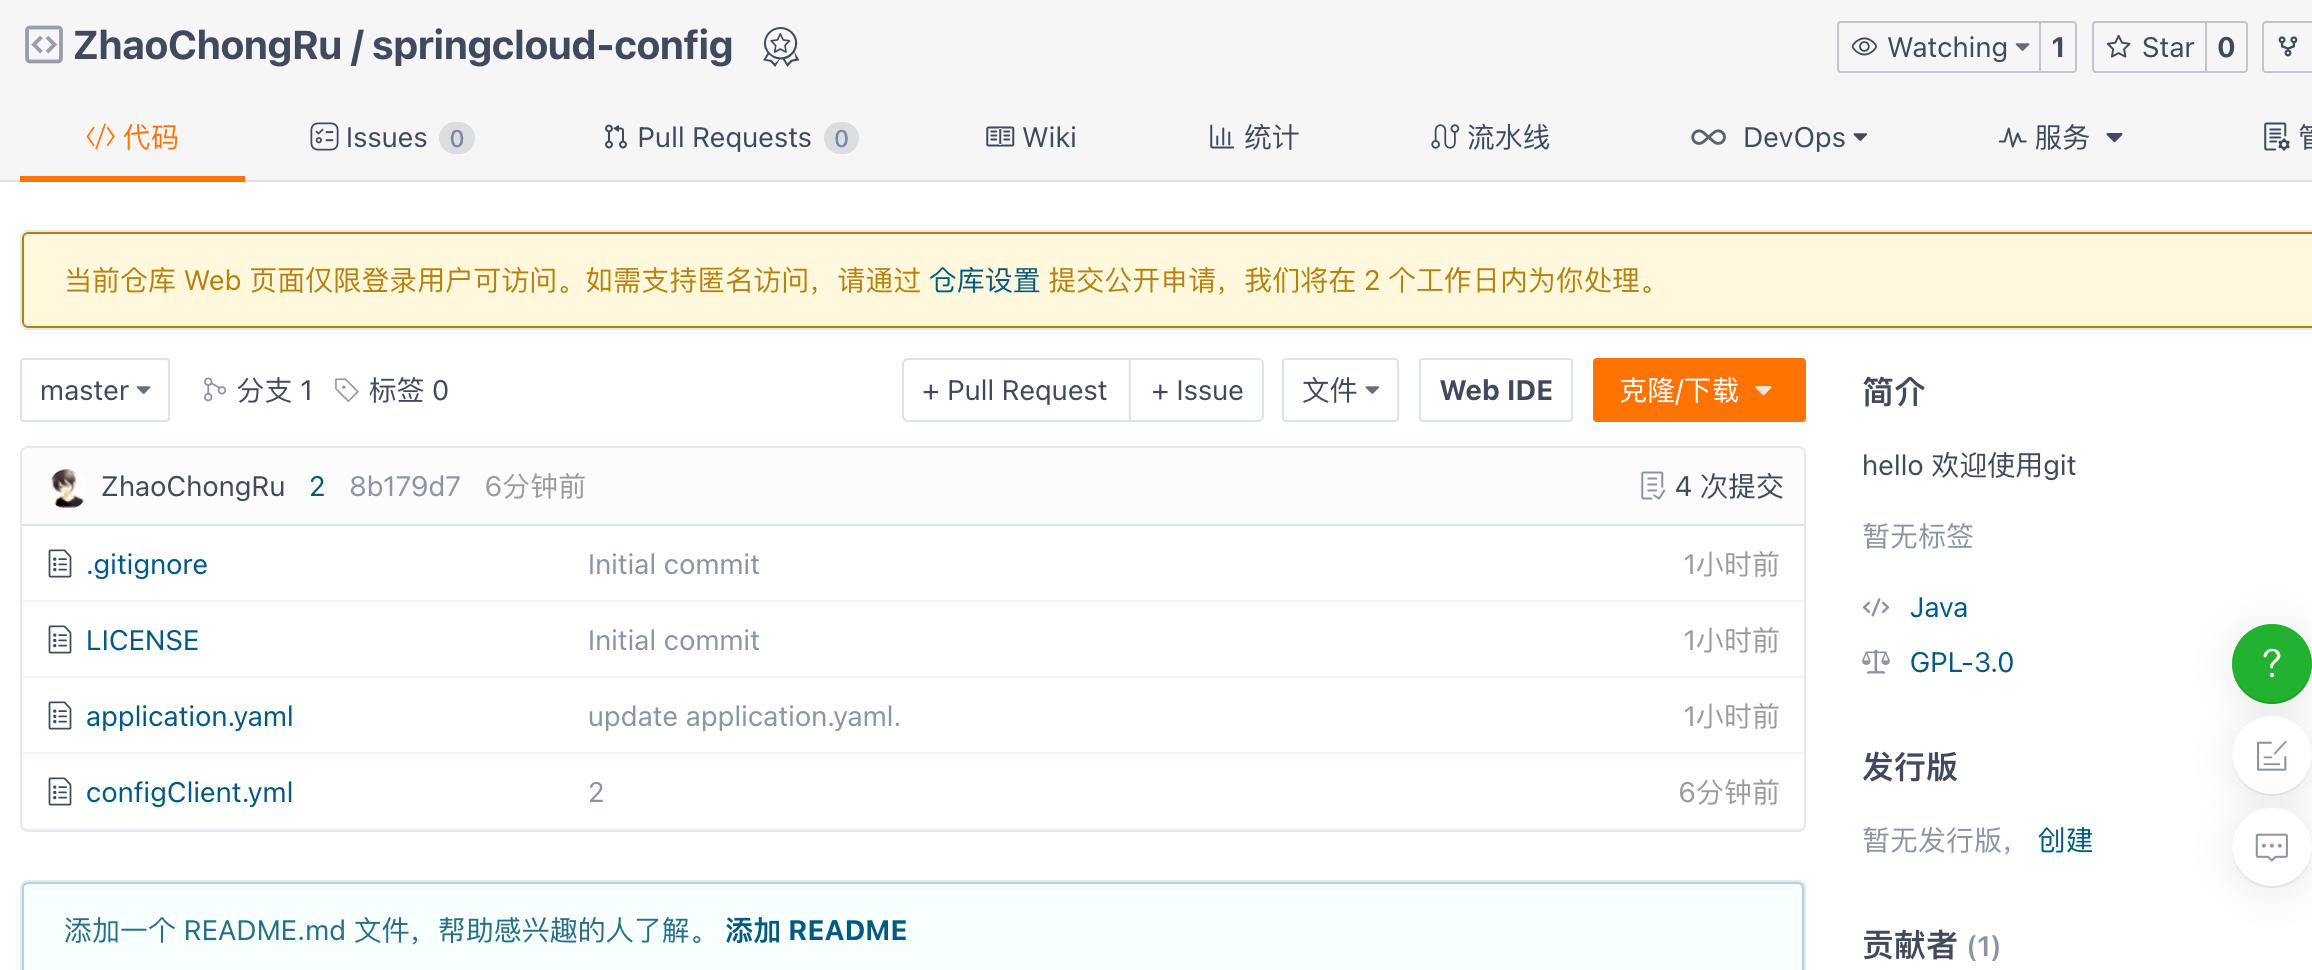 ZhaoChongRu / springcloud-config
Watching 1 Star 0
代码 Issues 0 Pull Requests 0 Wiki 统计 流水线 DevOps 服务
当前仓库 Web 页面仅限登录用户可访问。如需支持匿名访问，请通过 仓库设置 提交公开申请，我们将在 2 个工作日内为你处理。
master 分支 1 标签 0 + Pull Request + Issue 文件 Web IDE 克隆/下载
简介
hello 欢迎使用git
暂无标签
Java
GPL-3.0
发行版
暂无发行版， 创建
贡献者 (1)
ZhaoChongRu 2 8b179d7 6分钟前 4 次提交
.gitignore Initial commit 1小时前
LICENSE Initial commit 1小时前
application.yaml update application.yaml. 1小时前
configClient.yml 2 6分钟前
添加一个 README.md 文件，帮助感兴趣的人了解。 添加 README
?